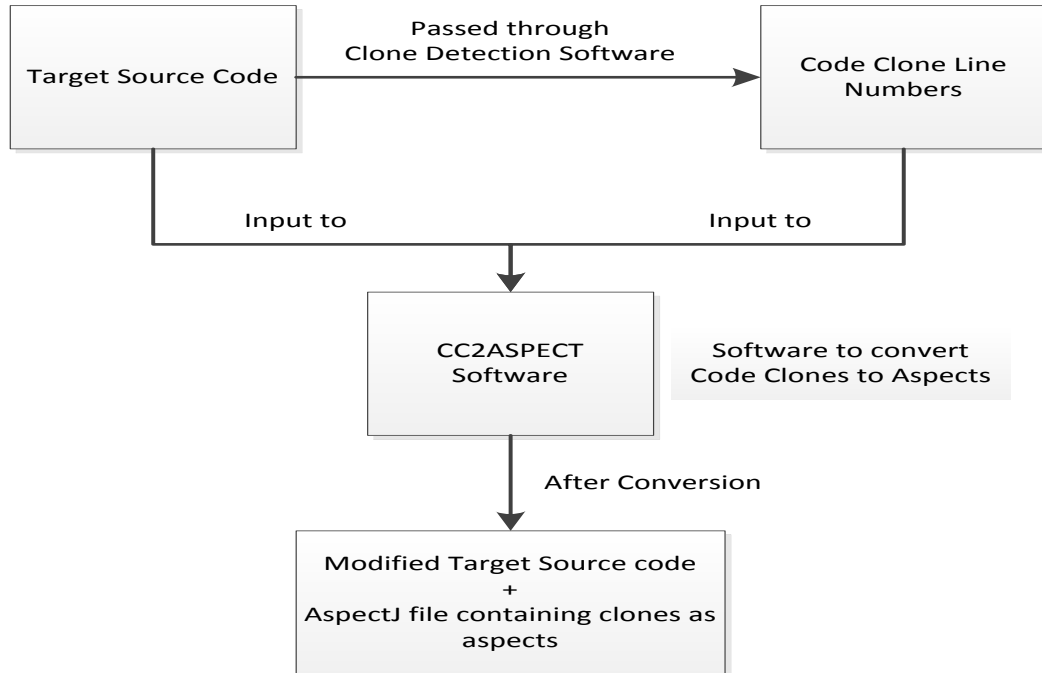 Passed through
Clone Detection Software
Target Source Code
Code Clone Line
Numbers
Input to
Input to
CC2ASPECT
Software
Software to convert
Code Clones to Aspects
After Conversion
Modified Target Source code
+
AspectJ file containing clones as
aspects